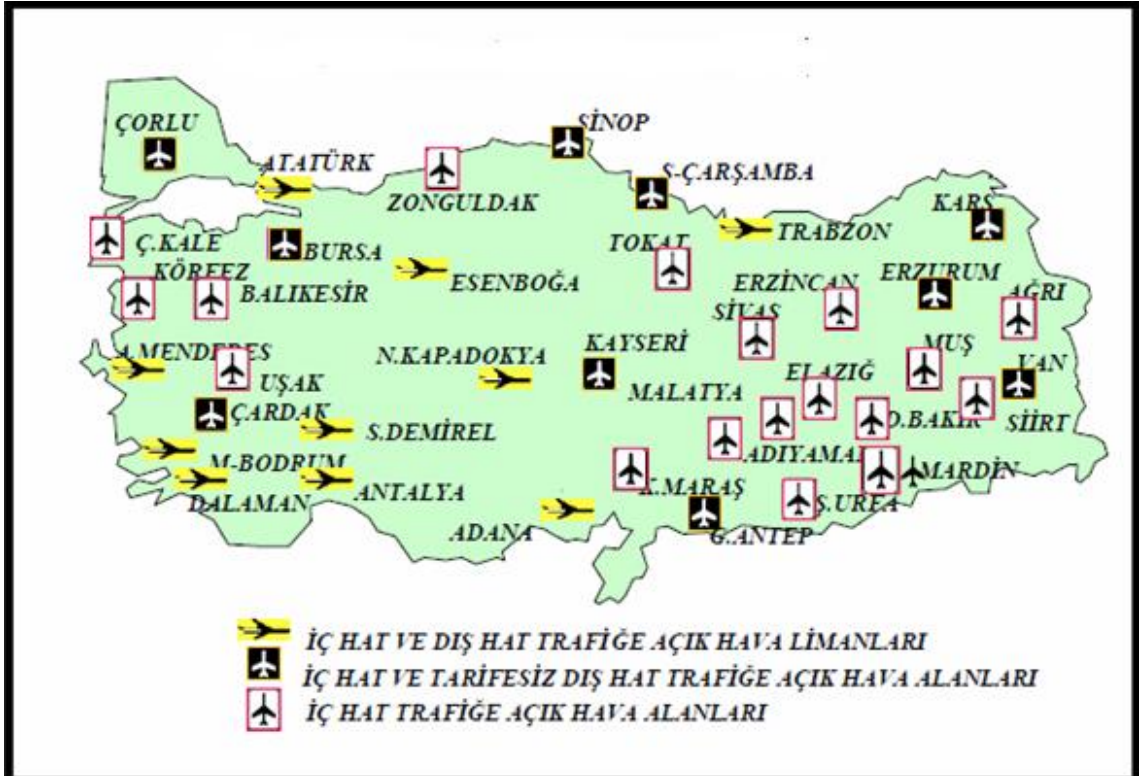 SİNOP
ÇORLU
ATATÜRK
S-ÇARŞAMBA
ZONGULDAK
KARS
TRABZON
Ç.KALE
BURSA
TOKAT
KÖRFEZ
ESENBOĞA
ERZİNCAN
ERZURUM
BALIKESİR
AĞRI
SİVAS
A.MENDERES
N.KAPADOKYA
KAYSERİ
MUŞ
UŞAK
ELAZIĞ
VAN
MALATYA
ÇARDAK
D.BAKIR
SİİRT
S.DEMİREL
M-BODRUM
ADIYAMAN
MARDİN
DALAMAN
ANTALYA
K.MARAŞ
Ş.URFA
ADANA
G.ANTEP
İÇ HAT VE DIŞ HAT TRAFİĞE AÇIK HAVA LİMANLARI
İÇ HAT VE TARİFESİZ DIŞ HAT TRAFİĞE AÇIK HAVA ALANLARI
İÇ HAT TRAFİĞE AÇIK HAVA ALANLARI